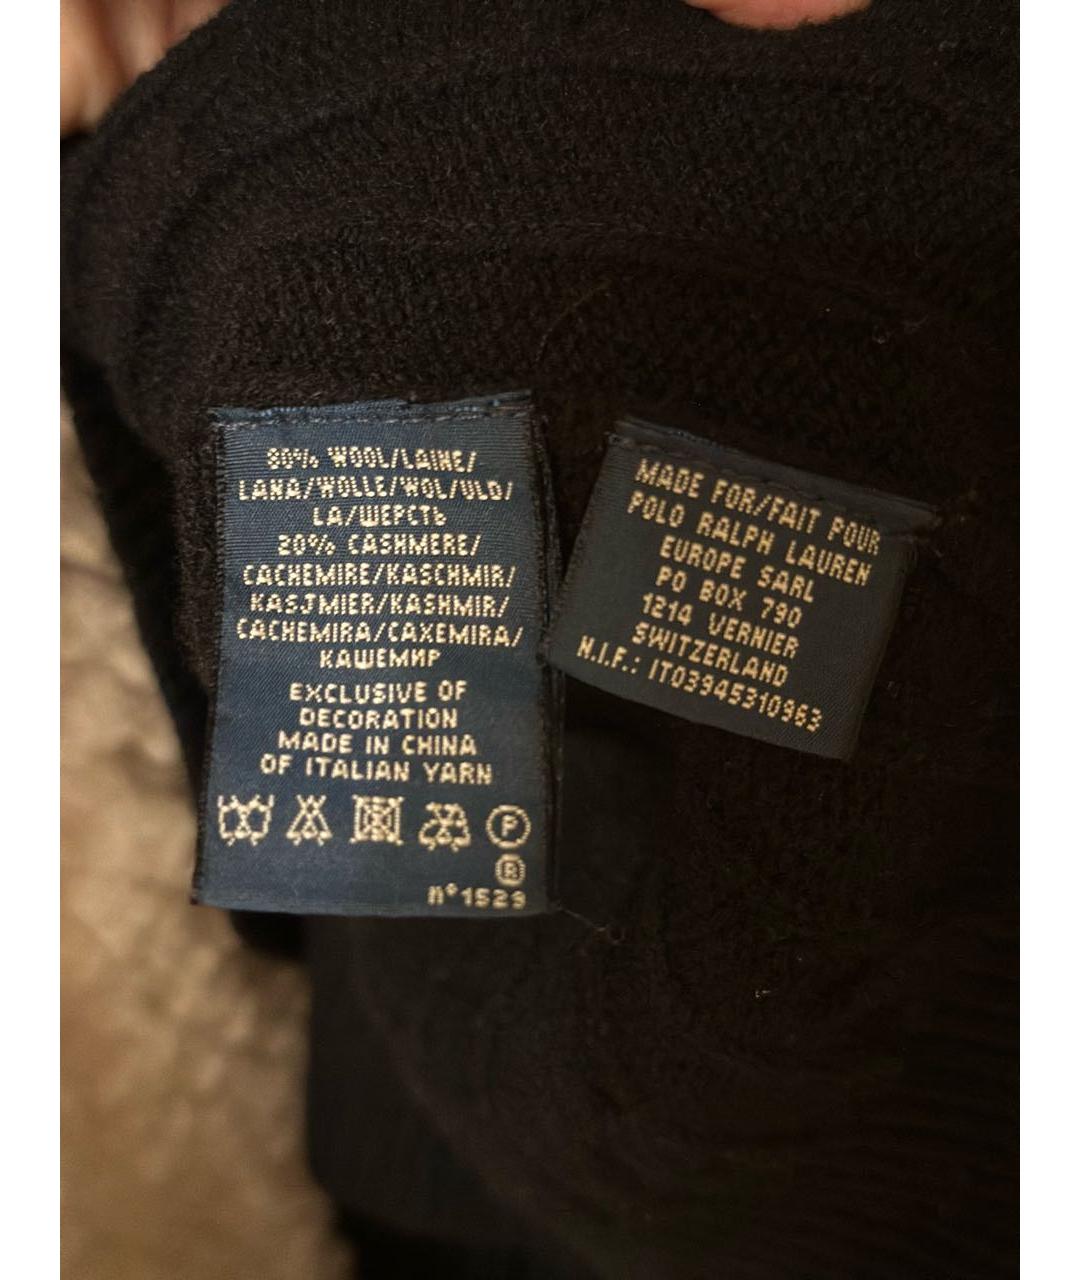 80% WOOL/LAINE/
LANA/WOLLE/WOL/ULD/
LA/ШЕРСТЬ
20% CASHMERE/
CACHEMIRE/KASCHMIR/
KASJMIER/KASHMIR/
CACHEMIRA/CAXEMIRA/
КАШЕМИР
EXCLUSIVE OF
DECORATION
MADE IN CHINA
OF ITALIAN YARN
P
®
n°1529
MADE FOR/FAIT POUR
POLO RALPH LAUREN
EUROPE SARL
PO BOX 790
1214 VERNIER
SWITZERLAND
N.I.F.: IT03945310963